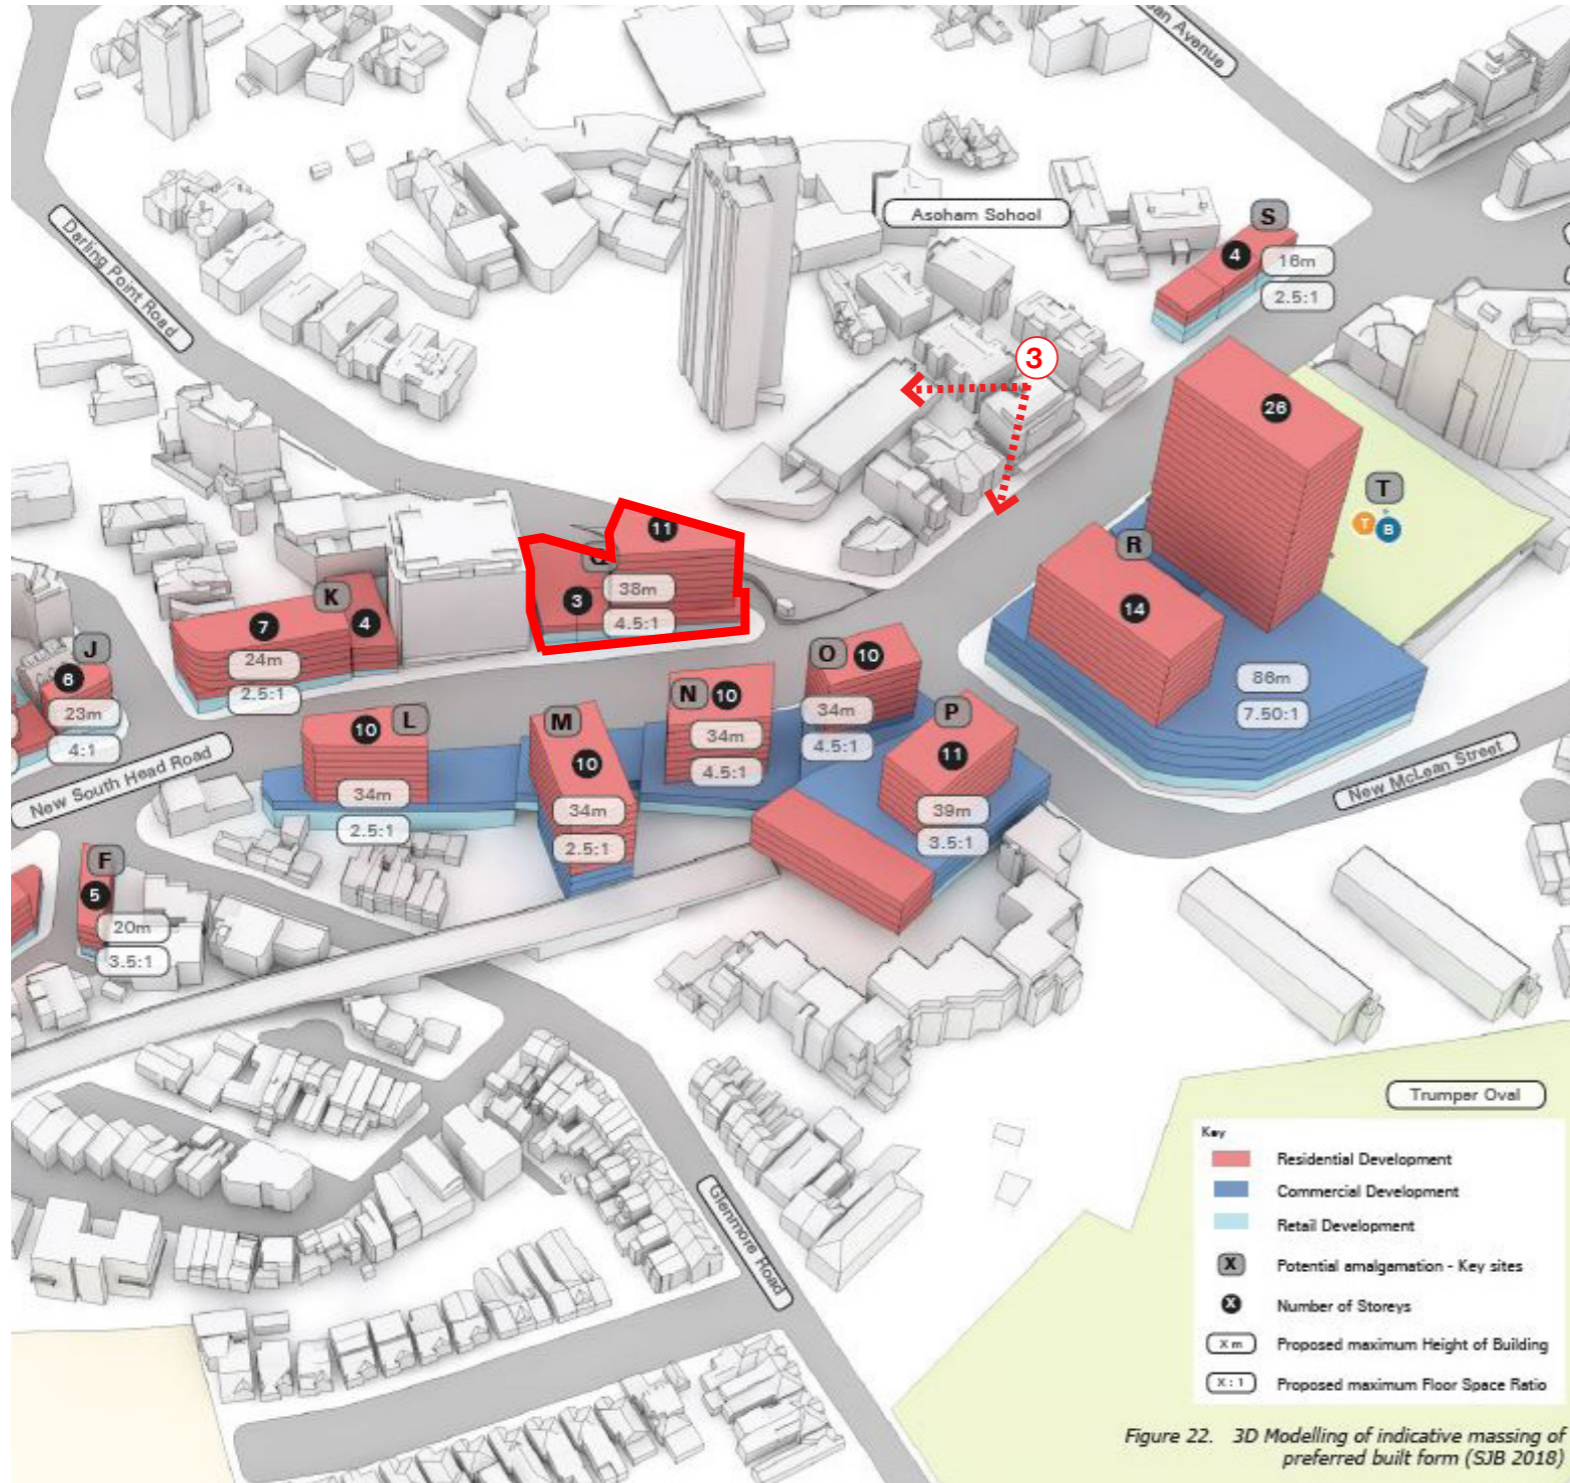 an Avenue
Ascham School
S
4
16m
2.5:1
Darling Point Road
3
26
T
T
B
11
Q
3
38m
4.5:1
R
14
86m
7.50:1
K
7
4
24m
2.5:1
J
6
23m
4:1
O
10
34m
4.5:1
N
10
34m
4.5:1
L
10
34m
2.5:1
M
10
34m
2.5:1
P
11
39m
3.5:1
New South Head Road
New McLean Street
F
5
20m
3.5:1
Glenmore Road
Trumper Oval
Key
Residential Development
Commercial Development
Retail Development
X Potential amalgamation - Key sites
X Number of Storeys
X m Proposed maximum Height of Building
X : 1 Proposed maximum Floor Space Ratio
Figure 22. 3D Modelling of indicative massing of
preferred built form (SJB 2018)